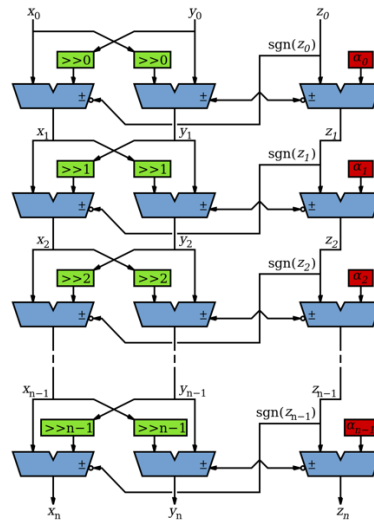 x₀ y₀ z₀
sgn(z₀)
>>0 >>0 α₀
± ± ±
x₁ y₁ z₁
sgn(z₁)
>>1 >>1 α₁
± ± ±
x₂ y₂ z₂
sgn(z₂)
>>2 >>2 α₂
± ± ±
xₙ₋₁ yₙ₋₁ zₙ₋₁
sgn(zₙ₋₁)
>>n−1 >>n−1 αₙ₋₁
± ± ±
xₙ yₙ zₙ